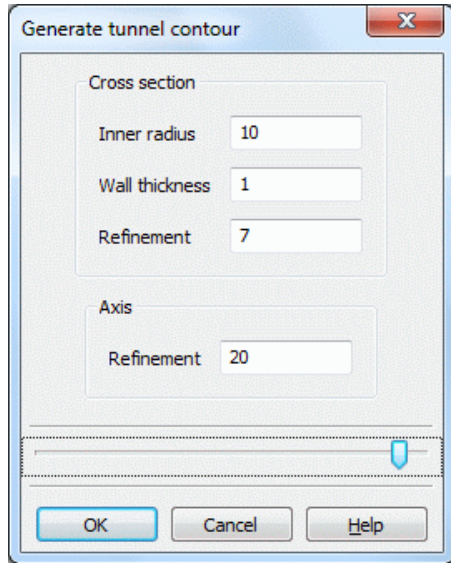 Generate tunnel contour
Cross section
Inner radius 10
Wall thickness 1
Refinement 7
Axis
Refinement 20
OK Cancel Help